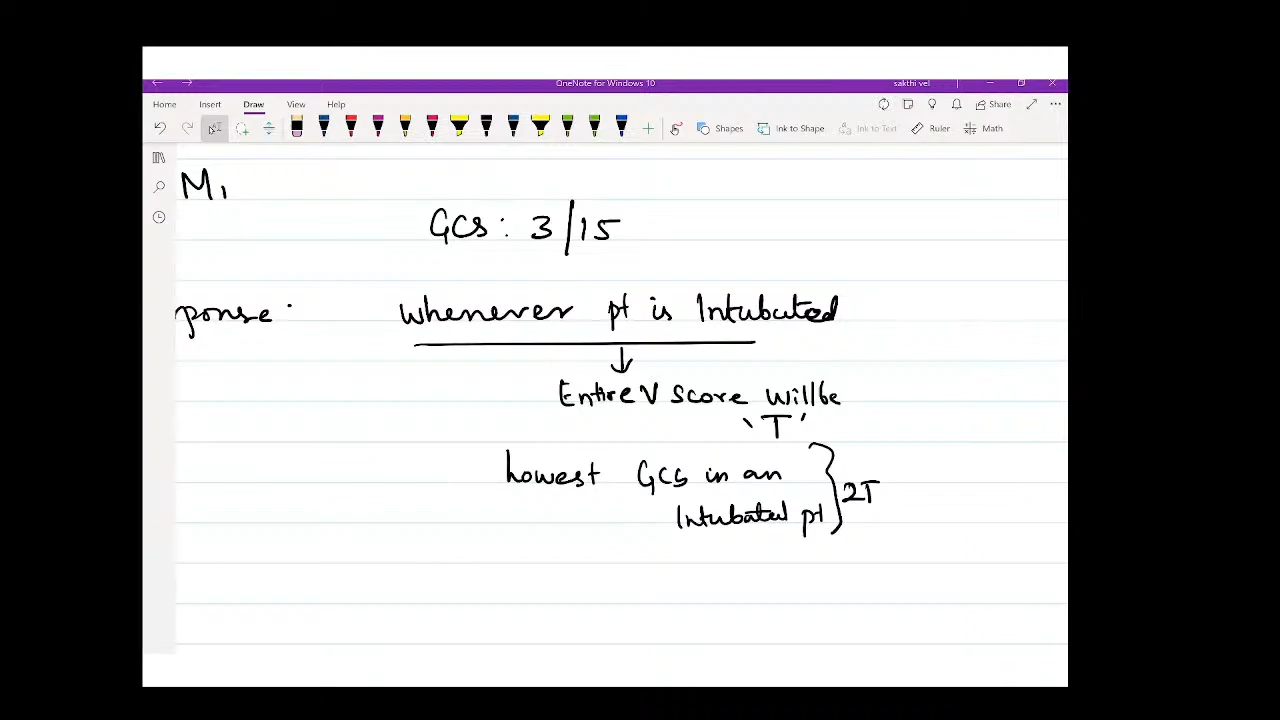 OneNote for Windows 10
sakthi vel
Home Insert Draw View Help
Share
Shapes Ink to Shape Ink to Text Ruler Math
M1
GCS: 3/15
ponse. whenever pt is Intubated
Entire V score will be
'T'
Lowest GCS in an
Intubated pt } 2T